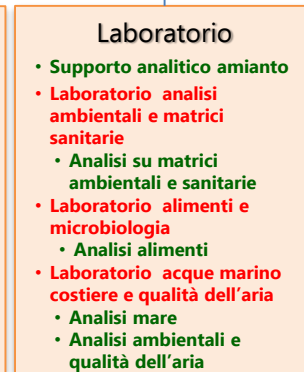 Laboratorio
• Supporto analitico amianto
• Laboratorio analisi
ambientali e matrici
sanitarie
• Analisi su matrici
ambientali e sanitarie
• Laboratorio alimenti e
microbiologia
• Analisi alimenti
• Laboratorio acque marino
costiere e qualità dell'aria
• Analisi mare
• Analisi ambientali e
qualità dell'aria